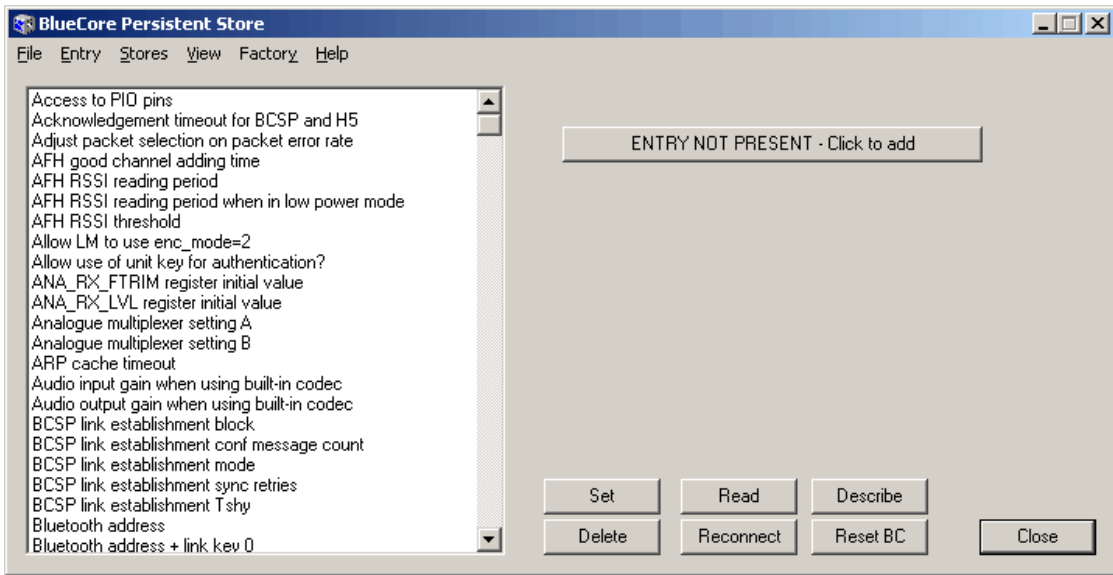 BlueCore Persistent Store
File Entry Stores View Factory Help
Access to PIO pins
Acknowledgement timeout for BCSP and H5
Adjust packet selection on packet error rate
AFH good channel adding time
AFH RSSI reading period
AFH RSSI reading period when in low power mode
AFH RSSI threshold
Allow LM to use enc_mode=2
Allow use of unit key for authentication?
ANA_RX_FTRIM register initial value
ANA_RX_LVL register initial value
Analogue multiplexer setting A
Analogue multiplexer setting B
ARP cache timeout
Audio input gain when using built-in codec
Audio output gain when using built-in codec
BCSP link establishment block
BCSP link establishment conf message count
BCSP link establishment mode
BCSP link establishment sync retries
BCSP link establishment Tshy
Bluetooth address
Bluetooth address + link key 0
ENTRY NOT PRESENT - Click to add
Set Read Describe
Delete Reconnect Reset BC Close